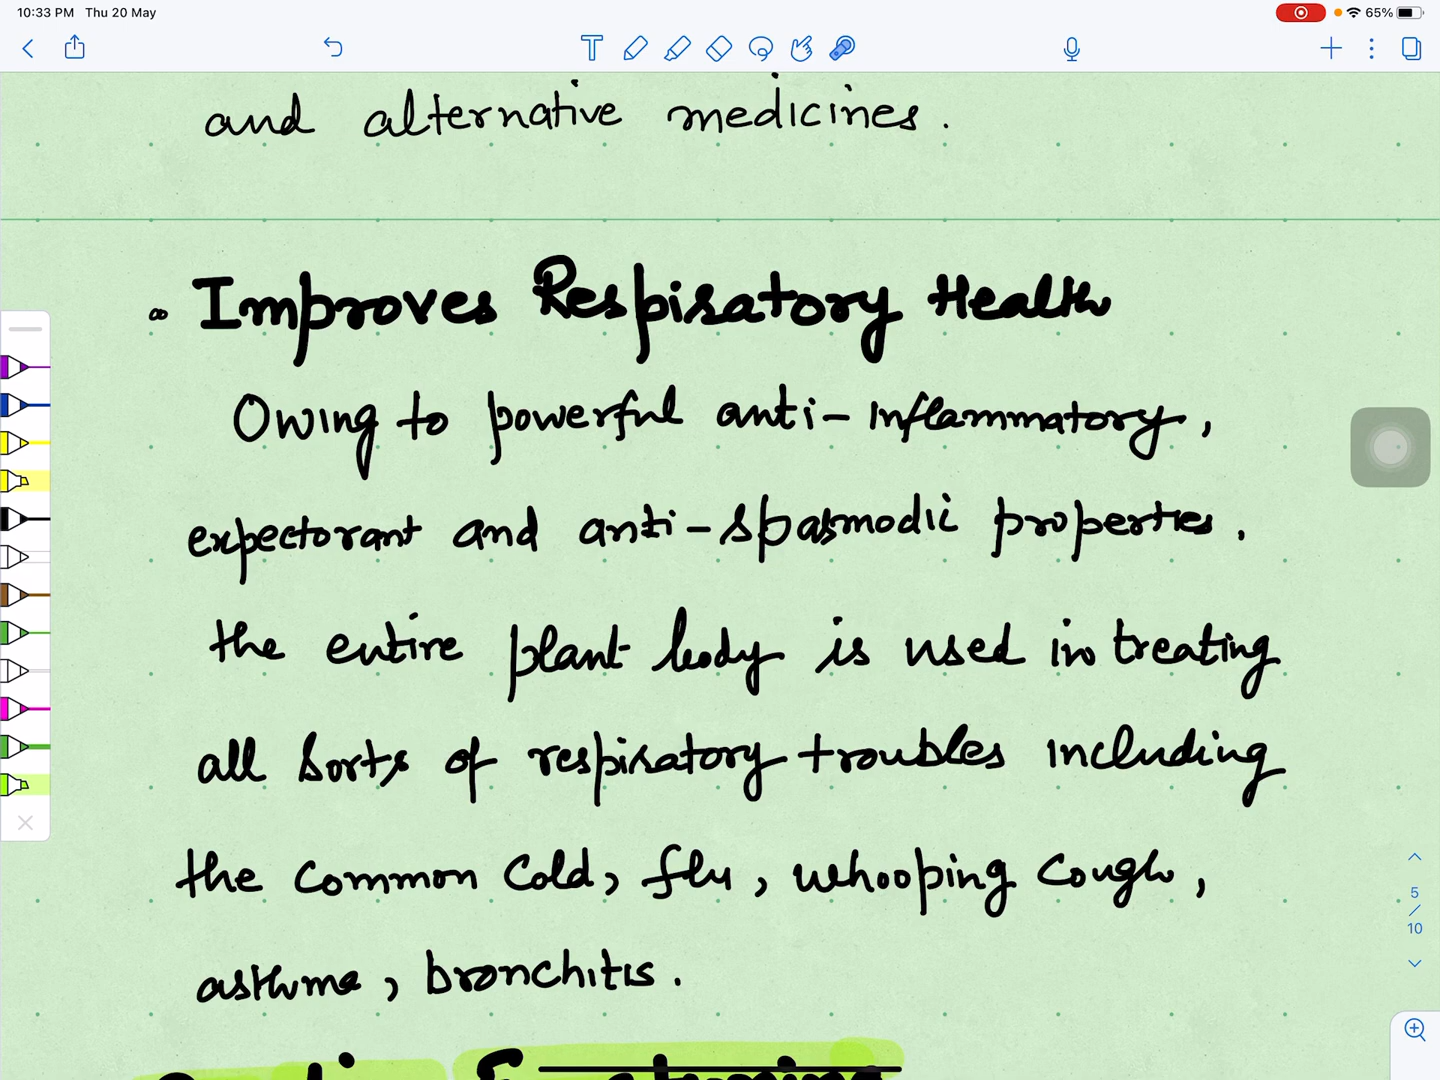 10:33 PM Thu 20 May
65%
and alternative medicines.
Improves Respiratory Health
Owing to powerful anti-inflammatory,
expectorant and anti-spasmodic properties.
the entire plant body is used in treating
all sorts of respiratory troubles including
the common cold, flu, whooping cough,
asthma, bronchitis.
5
/
10